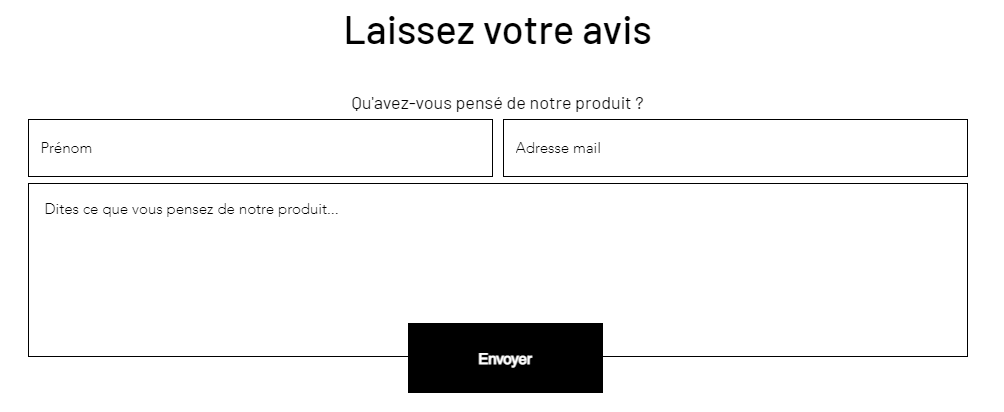 Laissez votre avis
Qu'avez-vous pensé de notre produit ?
Prénom
Adresse mail
Dites ce que vous pensez de notre produit...
Envoyer